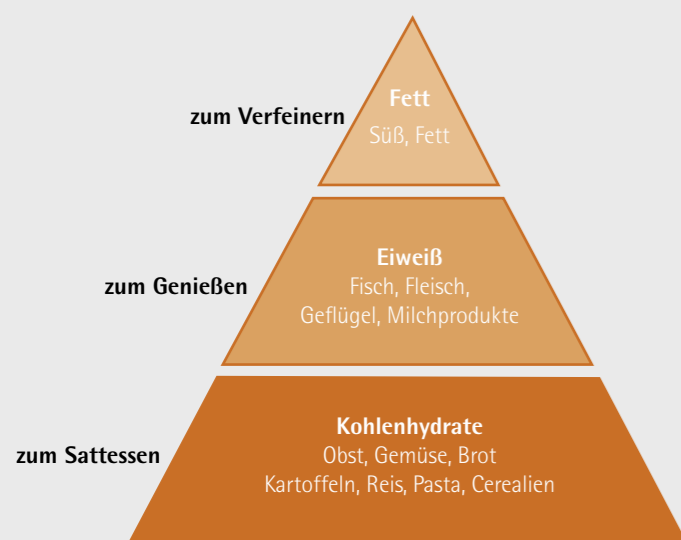 Fett
zum Verfeinern
Süß, Fett
Eiweiß
zum Genießen
Fisch, Fleisch,
Geflügel, Milchprodukte
Kohlenhydrate
zum Sattessen
Obst, Gemüse, Brot
Kartoffeln, Reis, Pasta, Cerealien